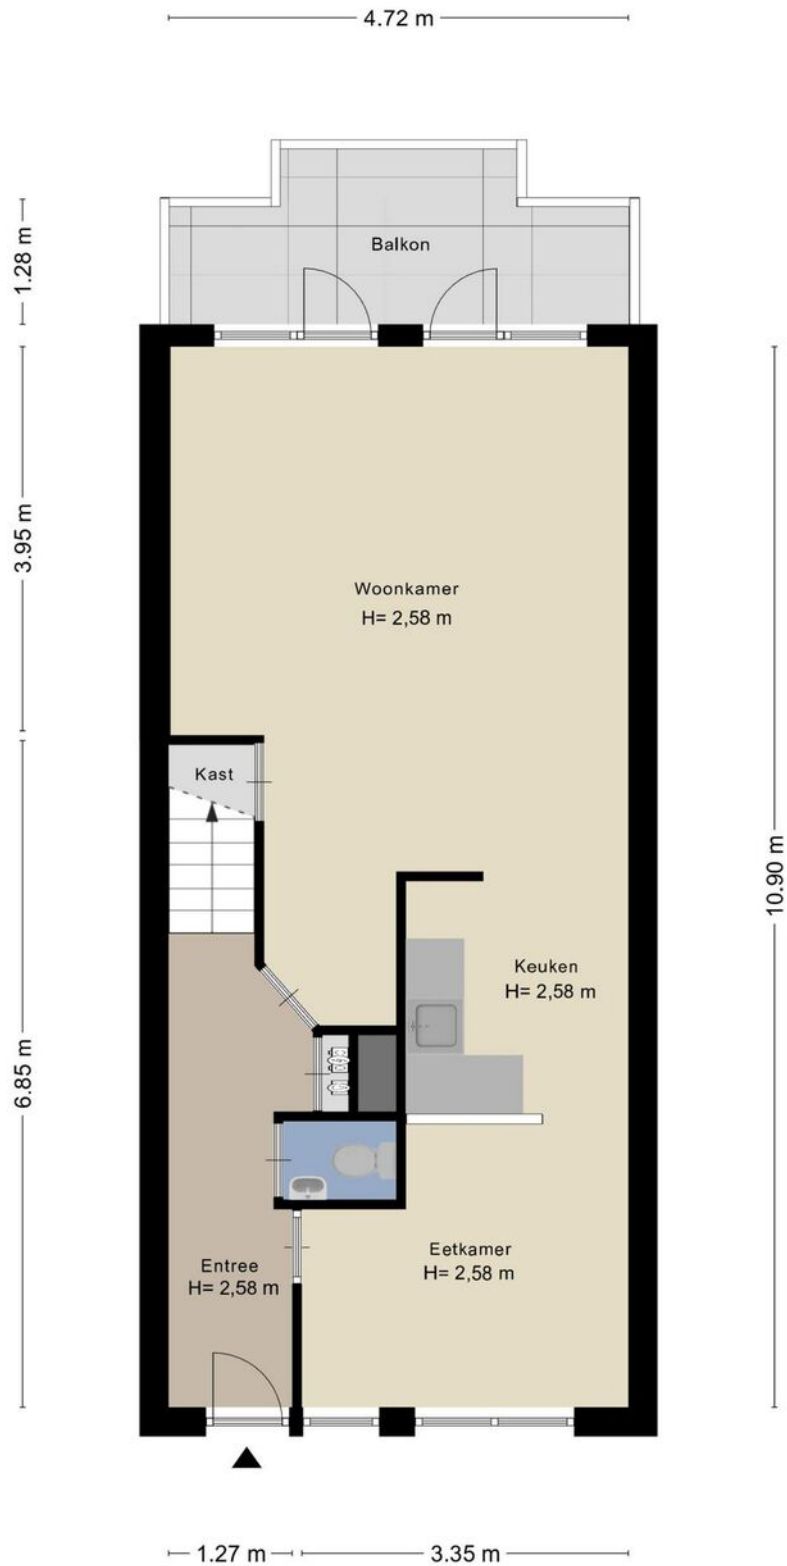 4.72 m
1.28 m
Balkon
3.95 m
Woonkamer
H= 2,58 m
Kast
10.90 m
Keuken
H= 2,58 m
6.85 m
Eetkamer
H= 2,58 m
Entree
H= 2,58 m
1.27 m
3.35 m